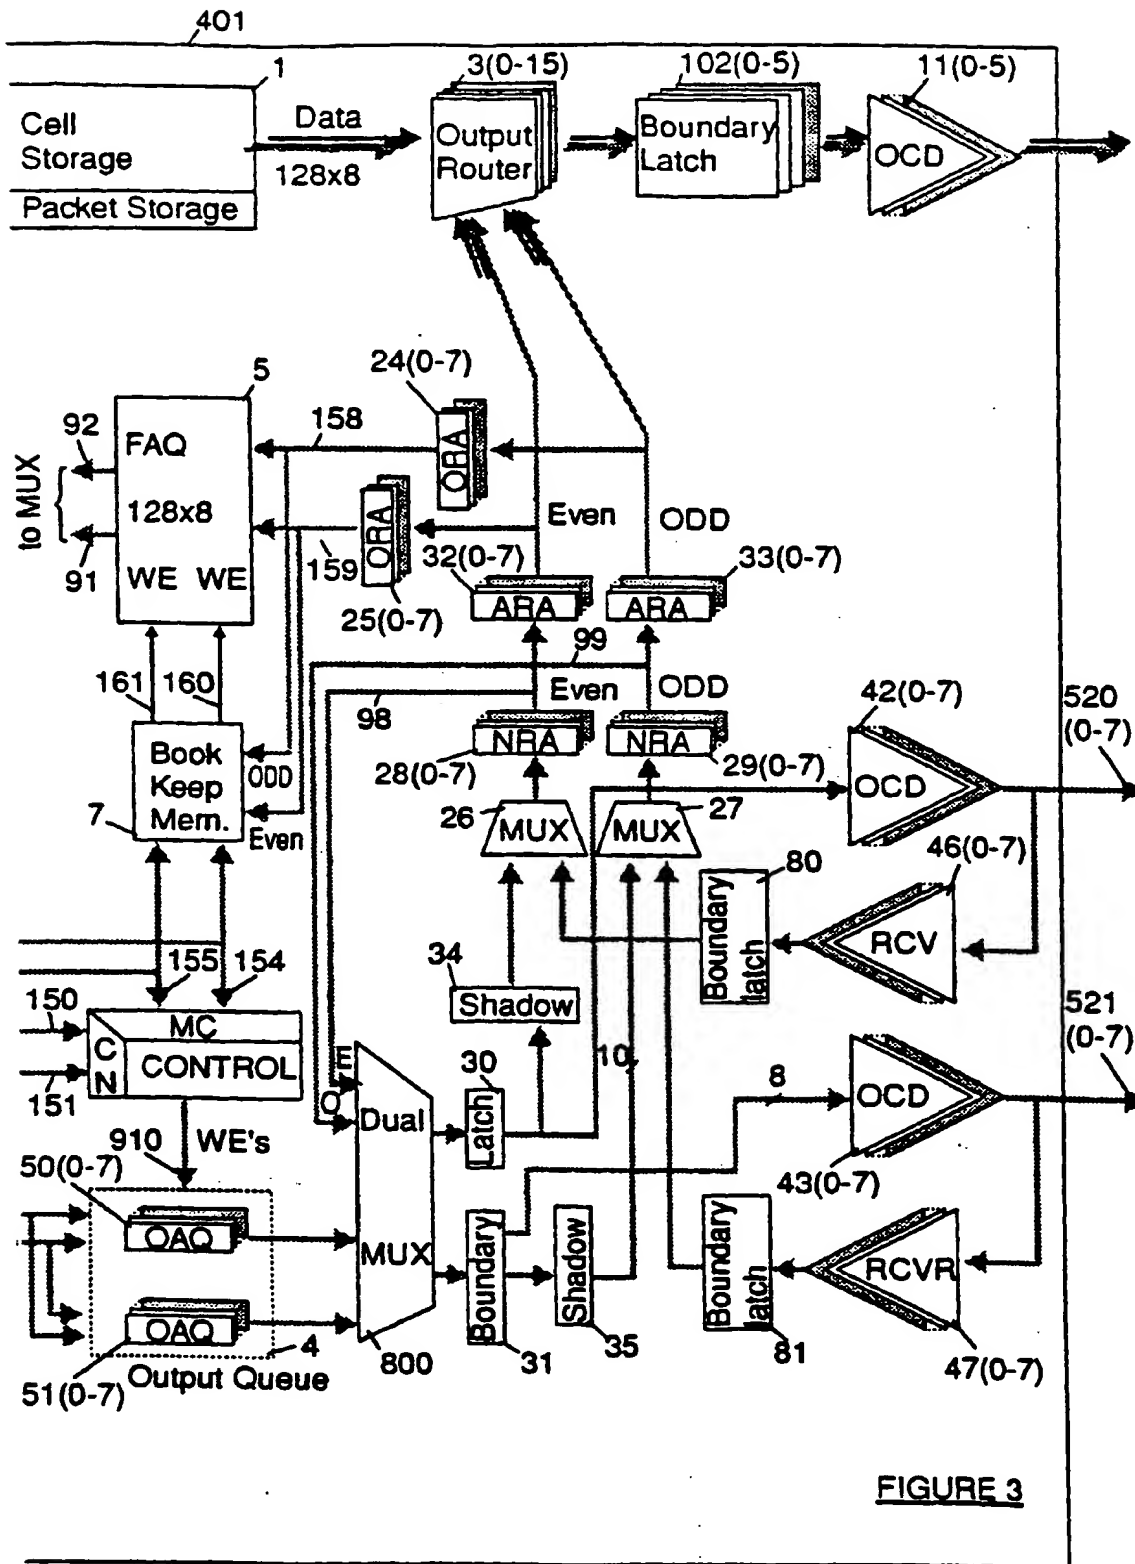 401
1
3(0-15)
102(0-5)
11(0-5)
Cell
Storage
Packet Storage
Data
128x8
Output
Router
Boundary
Latch
OCD
24(0-7)
5
92
158
FAQ
ORA
to MUX
128x8
ORA
Even
ODD
91
WE WE
159
32(0-7)
33(0-7)
25(0-7)
ARA
ARA
99
161
160
98
Even
ODD
42(0-7)
520
(0-7)
NRA
NRA
Book
Keep
Mem.
ODD
Even
7
28(0-7)
29(0-7)
OCD
26
27
MUX
MUX
80
46(0-7)
Boundary
latch
RCV
155
154
34
Shadow
521
(0-7)
150
MC
C
N
CONTROL
151
E
O
Dual
MUX
30
Latch
10
8
OCD
910
WE's
50(0-7)
43(0-7)
OAQ
Boundary
Shadow
Boundary
latch
RCVR
OAQ
4
800
31
35
81
47(0-7)
51(0-7)
Output Queue
FIGURE 3